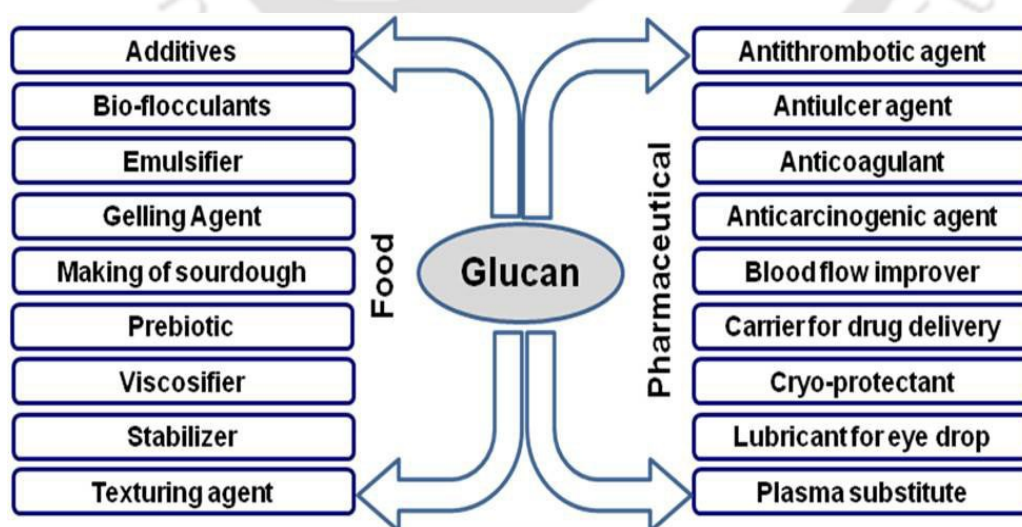 Additives
Bio-flocculants
Emulsifier
Gelling Agent
Making of sourdough
Prebiotic
Viscosifier
Stabilizer
Texturing agent
Food
Glucan
Pharmaceutical
Antithrombotic agent
Antiulcer agent
Anticoagulant
Anticarcinogenic agent
Blood flow improver
Carrier for drug delivery
Cryo-protectant
Lubricant for eye drop
Plasma substitute